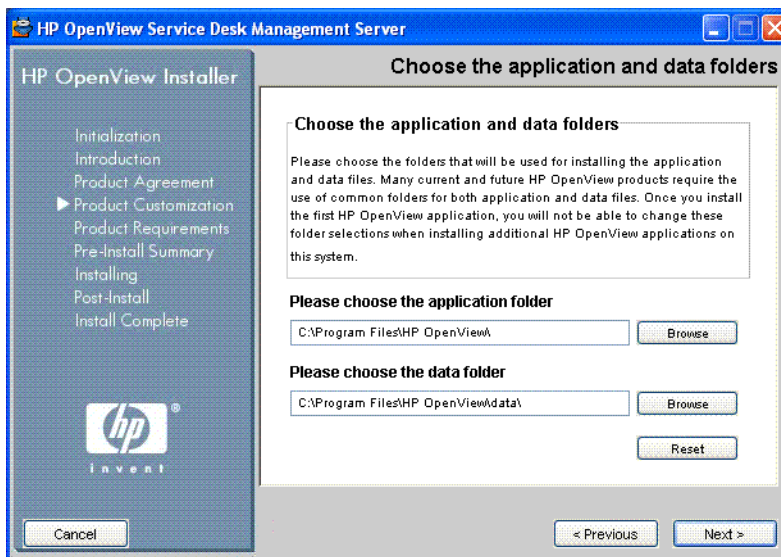 HP OpenView Service Desk Management Server
HP OpenView Installer
Initialization
Introduction
Product Agreement
Product Customization
Product Requirements
Pre-Install Summary
Installing
Post-Install
Install Complete
hp
®
invent
Cancel
Choose the application and data folders
Choose the application and data folders
Please choose the folders that will be used for installing the application
and data files. Many current and future HP OpenView products require the
use of common folders for both application and data files. Once you install
the first HP OpenView application, you will not be able to change these
folder selections when installing additional HP OpenView applications on
this system.
Please choose the application folder
C:\Program Files\HP OpenView\
Browse
Please choose the data folder
C:\Program Files\HP OpenView\data\
Browse
Reset
< Previous
Next >